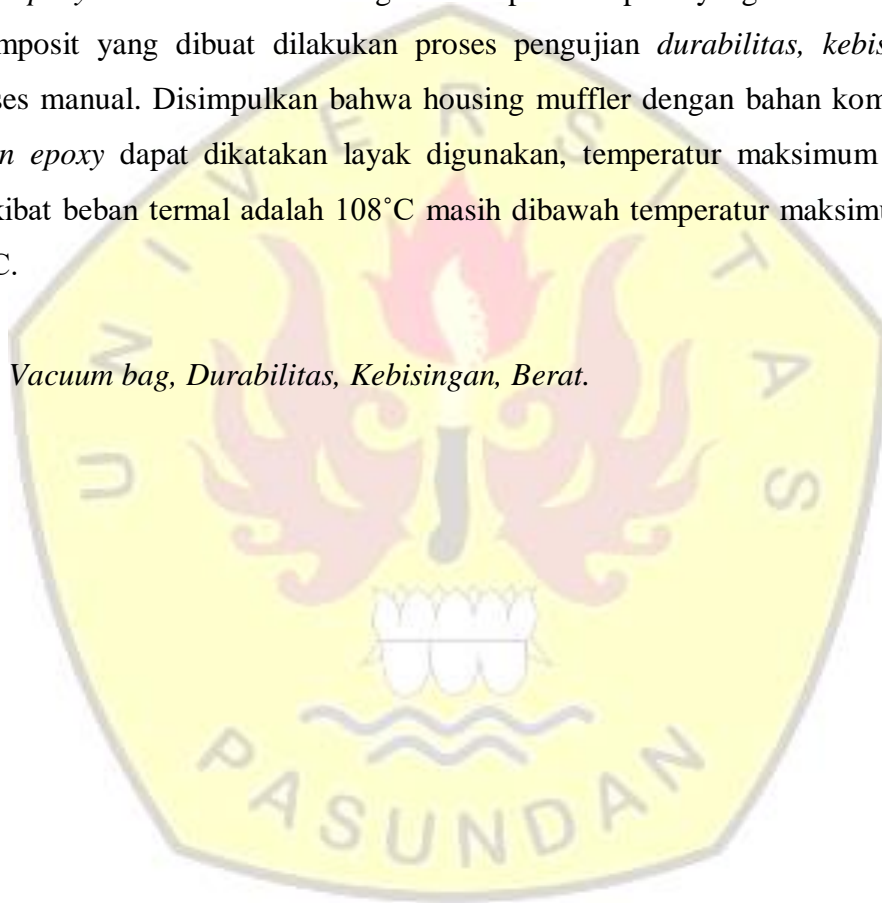 mposit yang dibuat dilakukan proses pengujian durabilitas, kebis
ses manual. Disimpulkan bahwa housing muffler dengan bahan kom
n epoxy dapat dikatakan layak digunakan, temperatur maksimum
kibat beban termal adalah 108˚C masih dibawah temperatur maksimu
C.
Vacuum bag, Durabilitas, Kebisingan, Berat.
UNIVERSITAS
PASUNDAN